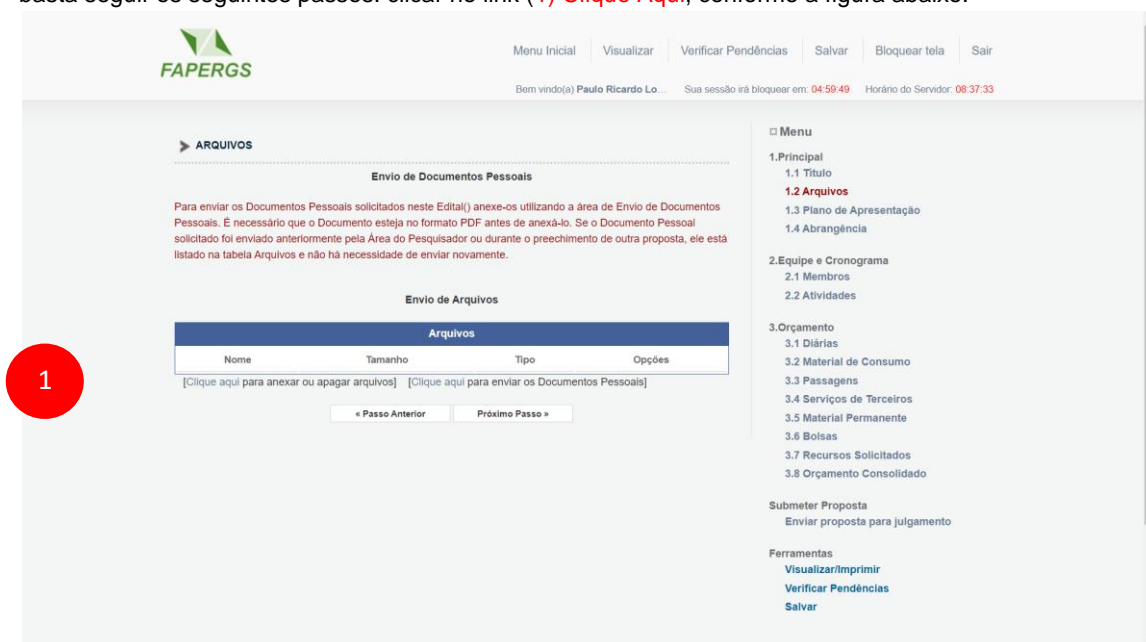 basta seguir os seguintes passos: clicar no link (1) Clique Aqui, conforme a figura abaixo:
FAPERGS
Menu Inicial Visualizar Verificar Pendências Salvar Bloquear tela Sair
Bem vindo(a) Paulo Ricardo Lo... Sua sessão irá bloquear em: 04:59:49 Horário do Servidor: 08:37:33
ARQUIVOS
Envio de Documentos Pessoais
Para enviar os Documentos Pessoais solicitados neste Edital() anexe-os utilizando a área de Envio de Documentos
Pessoais. É necessário que o Documento esteja no formato PDF antes de anexá-lo. Se o Documento Pessoal
solicitado foi enviado anteriormente pela Área do Pesquisador ou durante o preechimento de outra proposta, ele está
listado na tabela Arquivos e não há necessidade de enviar novamente.
Envio de Arquivos
Arquivos
Nome Tamanho Tipo Opções
1
[Clique aqui para anexar ou apagar arquivos] [Clique aqui para enviar os Documentos Pessoais]
« Passo Anterior Próximo Passo »
Menu
1.Principal
1.1 Título
1.2 Arquivos
1.3 Plano de Apresentação
1.4 Abrangência
2.Equipe e Cronograma
2.1 Membros
2.2 Atividades
3.Orçamento
3.1 Diárias
3.2 Material de Consumo
3.3 Passagens
3.4 Serviços de Terceiros
3.5 Material Permanente
3.6 Bolsas
3.7 Recursos Solicitados
3.8 Orçamento Consolidado
Submeter Proposta
Enviar proposta para julgamento
Ferramentas
Visualizar/Imprimir
Verificar Pendências
Salvar